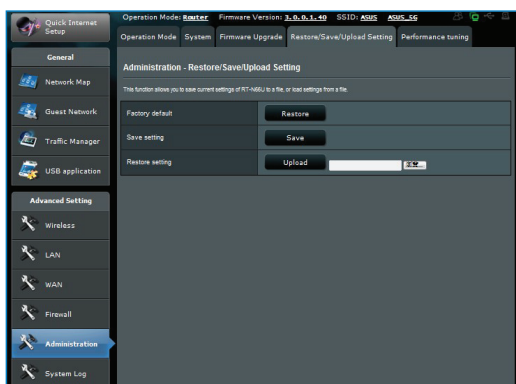 Quick Internet
Setup
Operation Mode: Router Firmware Version: 3.0.0.1.40 SSID: ASUS ASUS_5G
Operation Mode System Firmware Upgrade Restore/Save/Upload Setting Performance tuning
General
Network Map
Guest Network
Traffic Manager
USB application
Advanced Setting
Wireless
LAN
WAN
Firewall
Administration
System Log
Administration - Restore/Save/Upload Setting
This function allows you to save current settings of RT-N66U to a file, or load settings from a file.
Factory default Restore
Save setting Save
Restore setting Upload